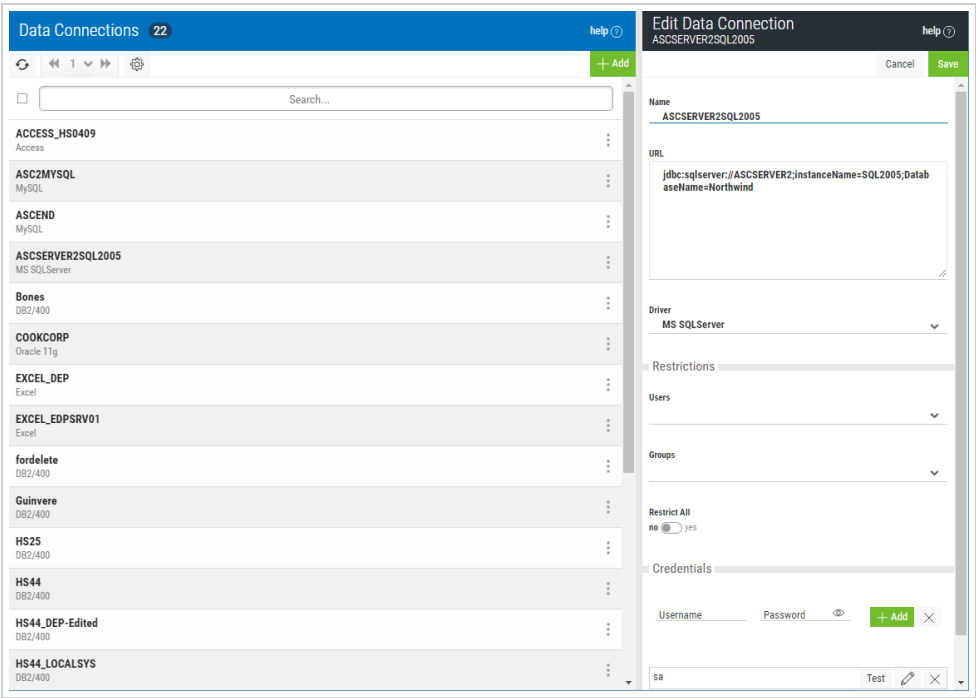 Data Connections 22
help
1
+ Add
Search...
ACCESS_HS0409
Access
ASC2MYSQL
MySQL
ASCEND
MySQL
ASCSERVER2SQL2005
MS SQLServer
Bones
DB2/400
COOKCORP
Oracle 11g
EXCEL_DEP
Excel
EXCEL_EDPSRV01
Excel
fordelete
DB2/400
Guinvere
DB2/400
HS25
DB2/400
HS44
DB2/400
HS44_DEP-Edited
DB2/400
HS44_LOCALSYS
DB2/400
Edit Data Connection
ASCSERVER2SQL2005
help
Cancel Save
Name
ASCSERVER2SQL2005
URL
jdbc:sqlserver://ASCSERVER2;instanceName=SQL2005;Datab
aseName=Northwind
Driver
MS SQLServer
Restrictions
Users
Groups
Restrict All
no yes
Credentials
Username Password + Add
sa Test